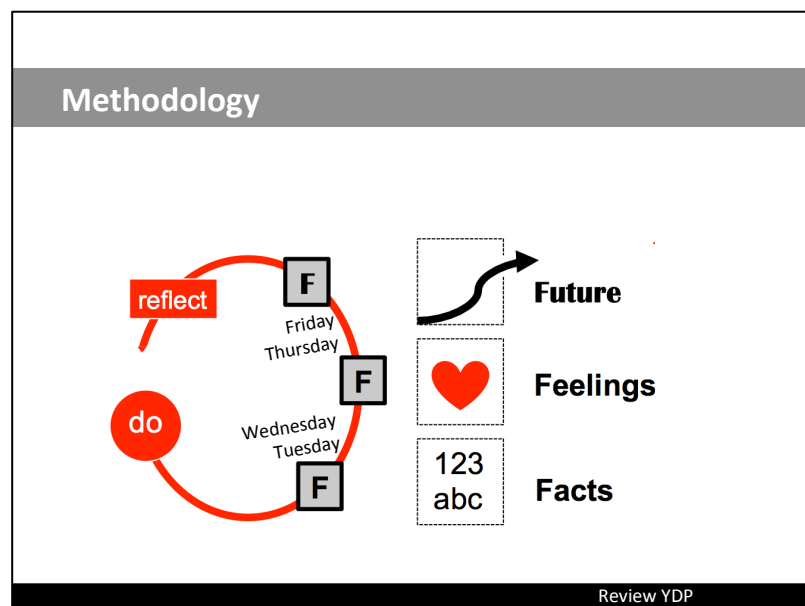 Methodology
reflect
F
Friday
Thursday
F
do
Wednesday
Tuesday
F
Future
Feelings
123
abc
Facts
Review YDP